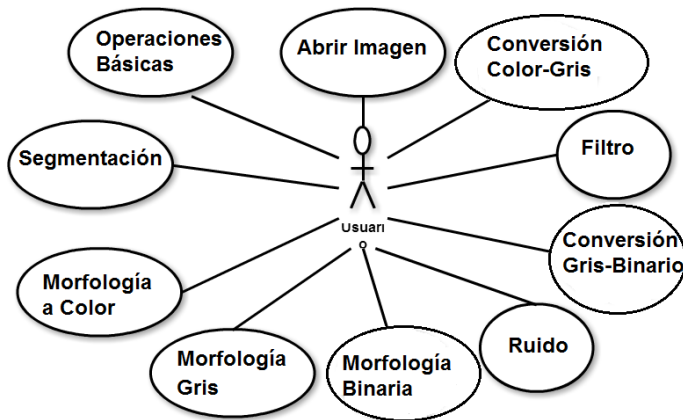 Operaciones
Básicas
Abrir Imagen
Conversión
Color-Gris
Segmentación
Filtro
Usuari
o
Conversión
Gris-Binario
Morfología
a Color
Morfología
Gris
Morfología
Binaria
Ruido